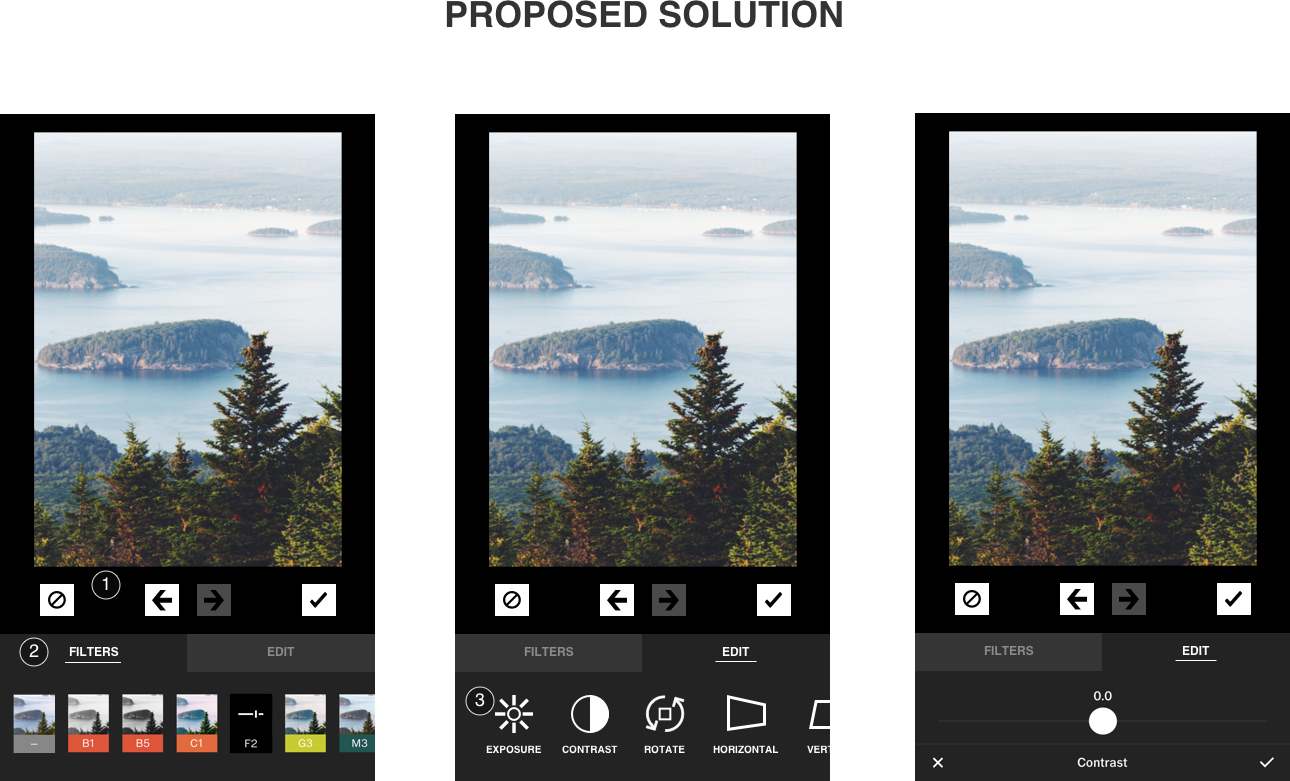 PROPOSED SOLUTION
1
2
FILTERS
EDIT
–
B1
B5
C1
F2
G3
M3
FILTERS
EDIT
3
EXPOSURE
CONTRAST
ROTATE
HORIZONTAL
VERT
FILTERS
EDIT
0.0
Contrast